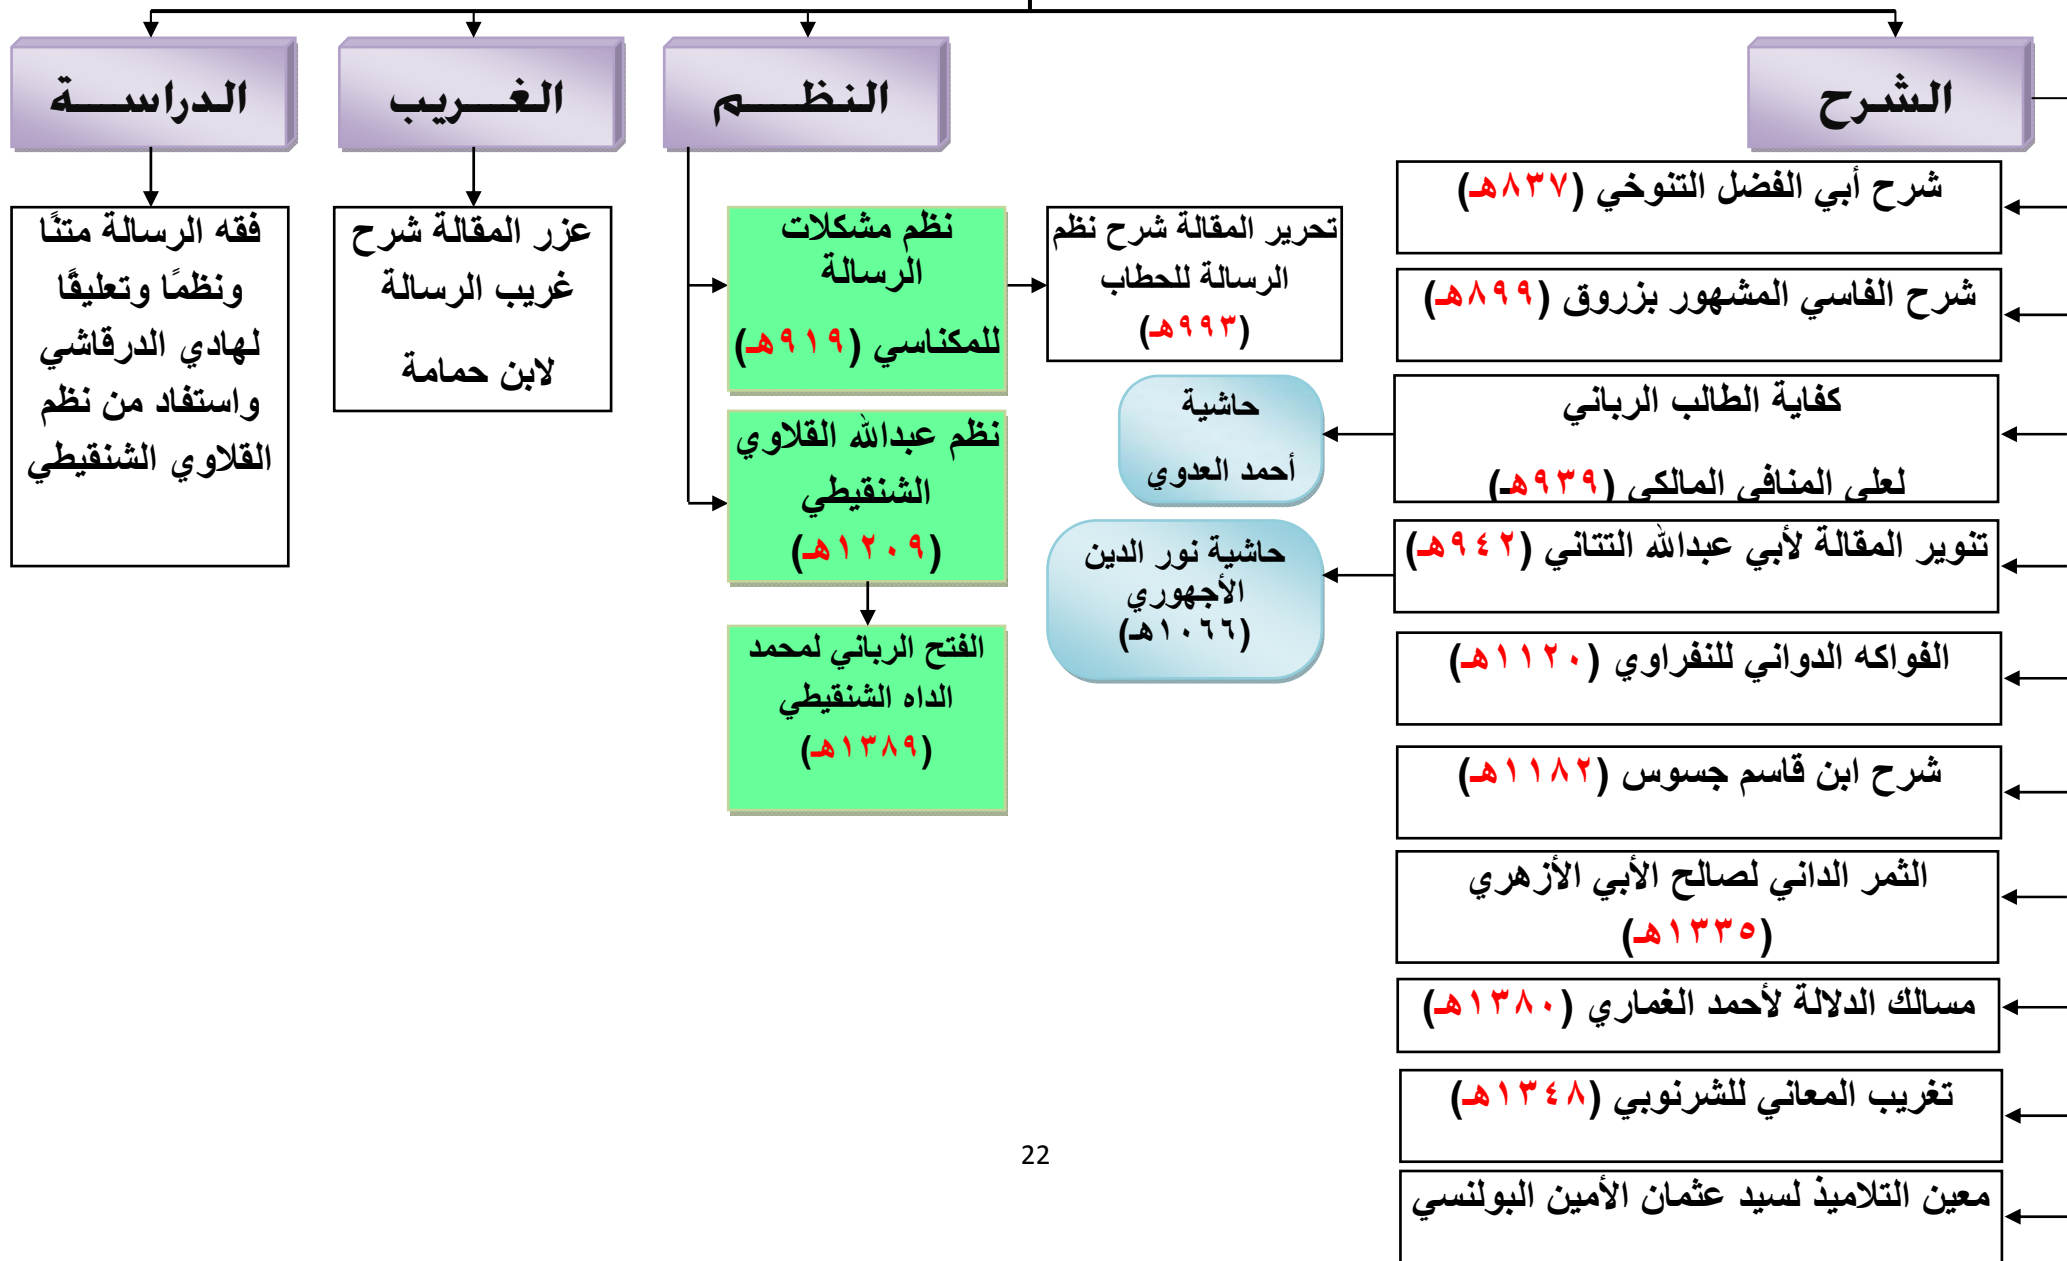 الشرح
شرح أبي الفضل التنوخي (٨٣٧هـ)
شرح الفاسي المشهور بزروق (٨٩٩هـ)
كفاية الطالب الرباني
لعلي المنافي المالكي (٩٣٩هـ)
حاشية
أحمد العدوي
تنوير المقالة لأبي عبدالله التتاني (٩٤٢هـ)
حاشية نور الدين
الأجهوري
(١٠٦٦هـ)
الفواكه الدواني للنفراوي (١١٢٠هـ)
شرح ابن قاسم جسوس (١١٨٢هـ)
الثمر الداني لصالح الأبي الأزهري
(١٣٣٥هـ)
مسالك الدلالة لأحمد الغماري (١٣٨٠هـ)
تغريب المعاني للشرنوبي (١٣٤٨هـ)
معين التلاميذ لسيد عثمان الأمين البولنسي
النظـــم
نظم مشكلات
الرسالة
للمكناسي (٩١٩هـ)
تحرير المقالة شرح نظم
الرسالة للحطاب
(٩٩٣هـ)
نظم عبدالله القلاوي
الشنقيطي
(١٢٠٩هـ)
الفتح الرباني لمحمد
الداه الشنقيطي
(١٣٨٩هـ)
الغـــريب
عزر المقالة شرح
غريب الرسالة
لابن حمامة
الدراســـة
فقه الرسالة متنًا
ونظمًا وتعليقًا
لهادي الدرقاشي
واستفاد من نظم
القلاوي الشنقيطي
22